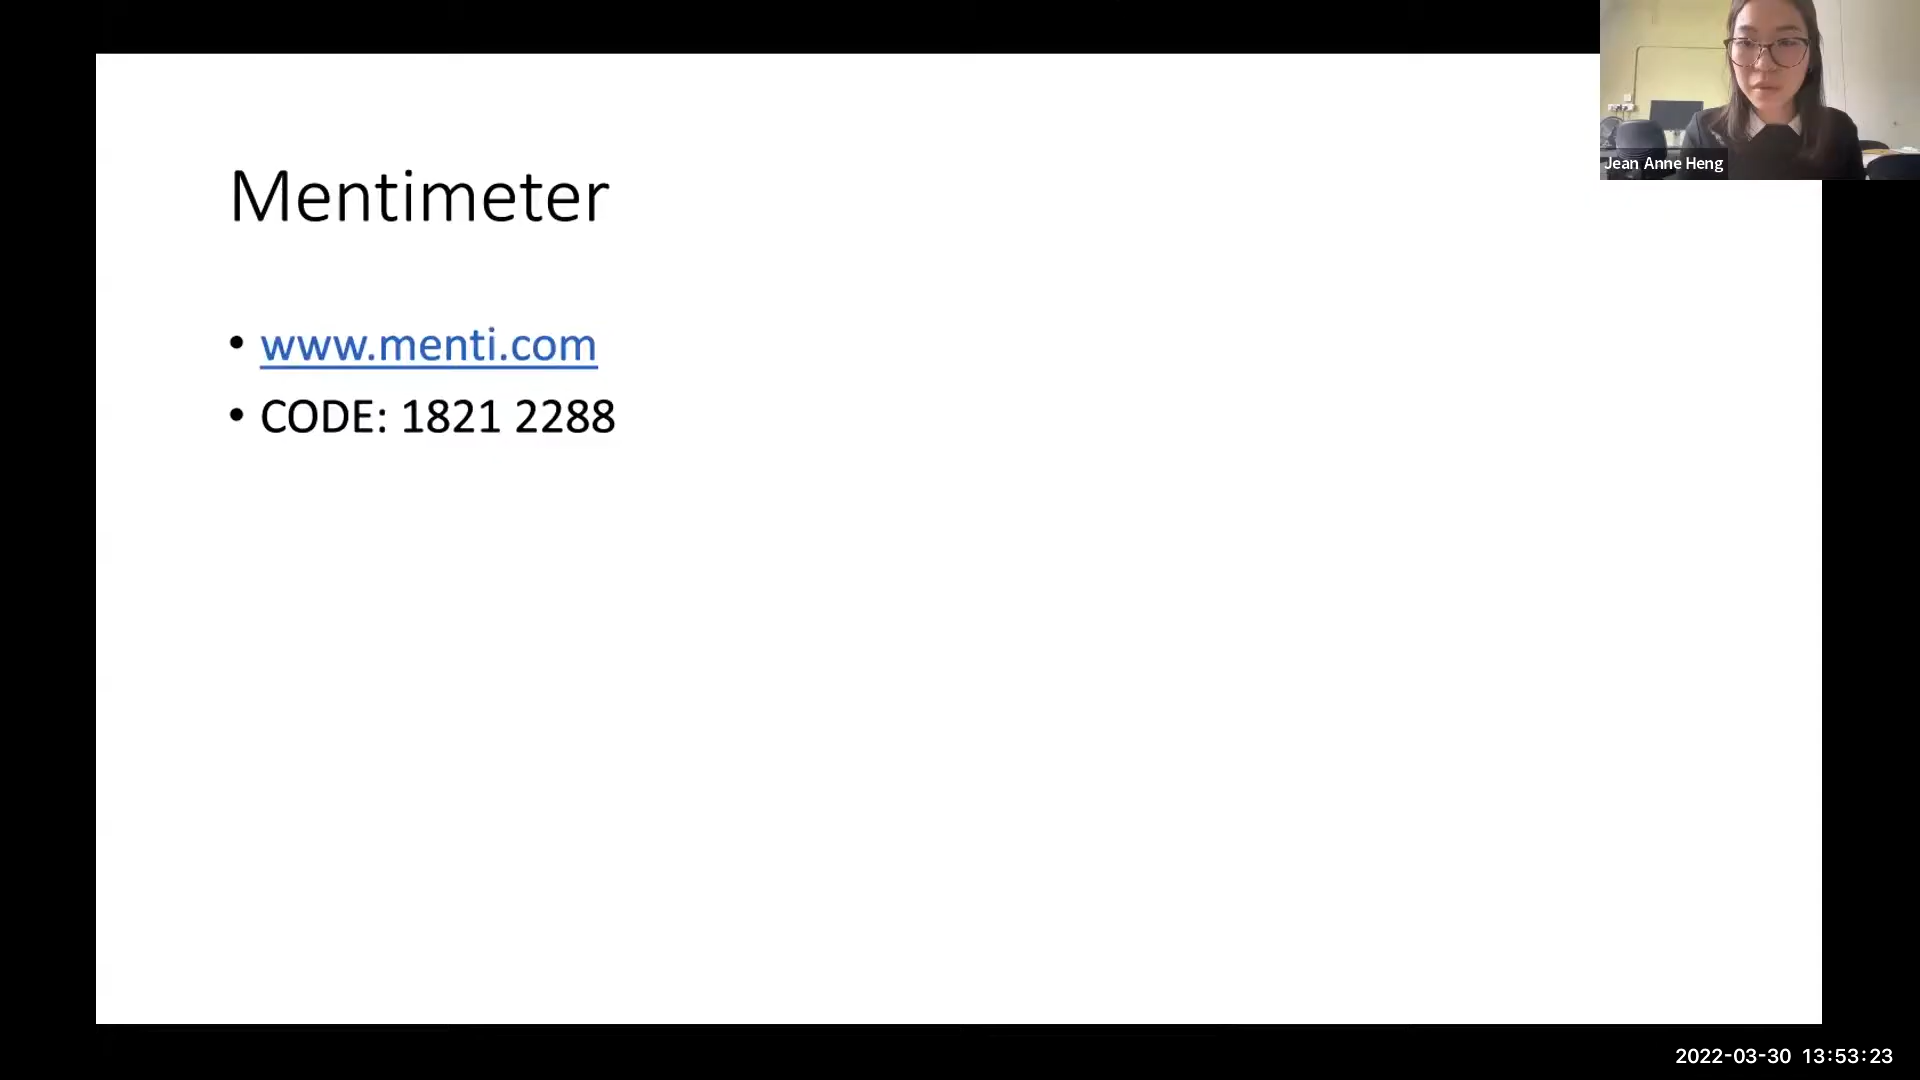 Jean Anne Heng
Mentimeter
• www.menti.com
• CODE: 1821 2288
2022-03-30 13:53:23